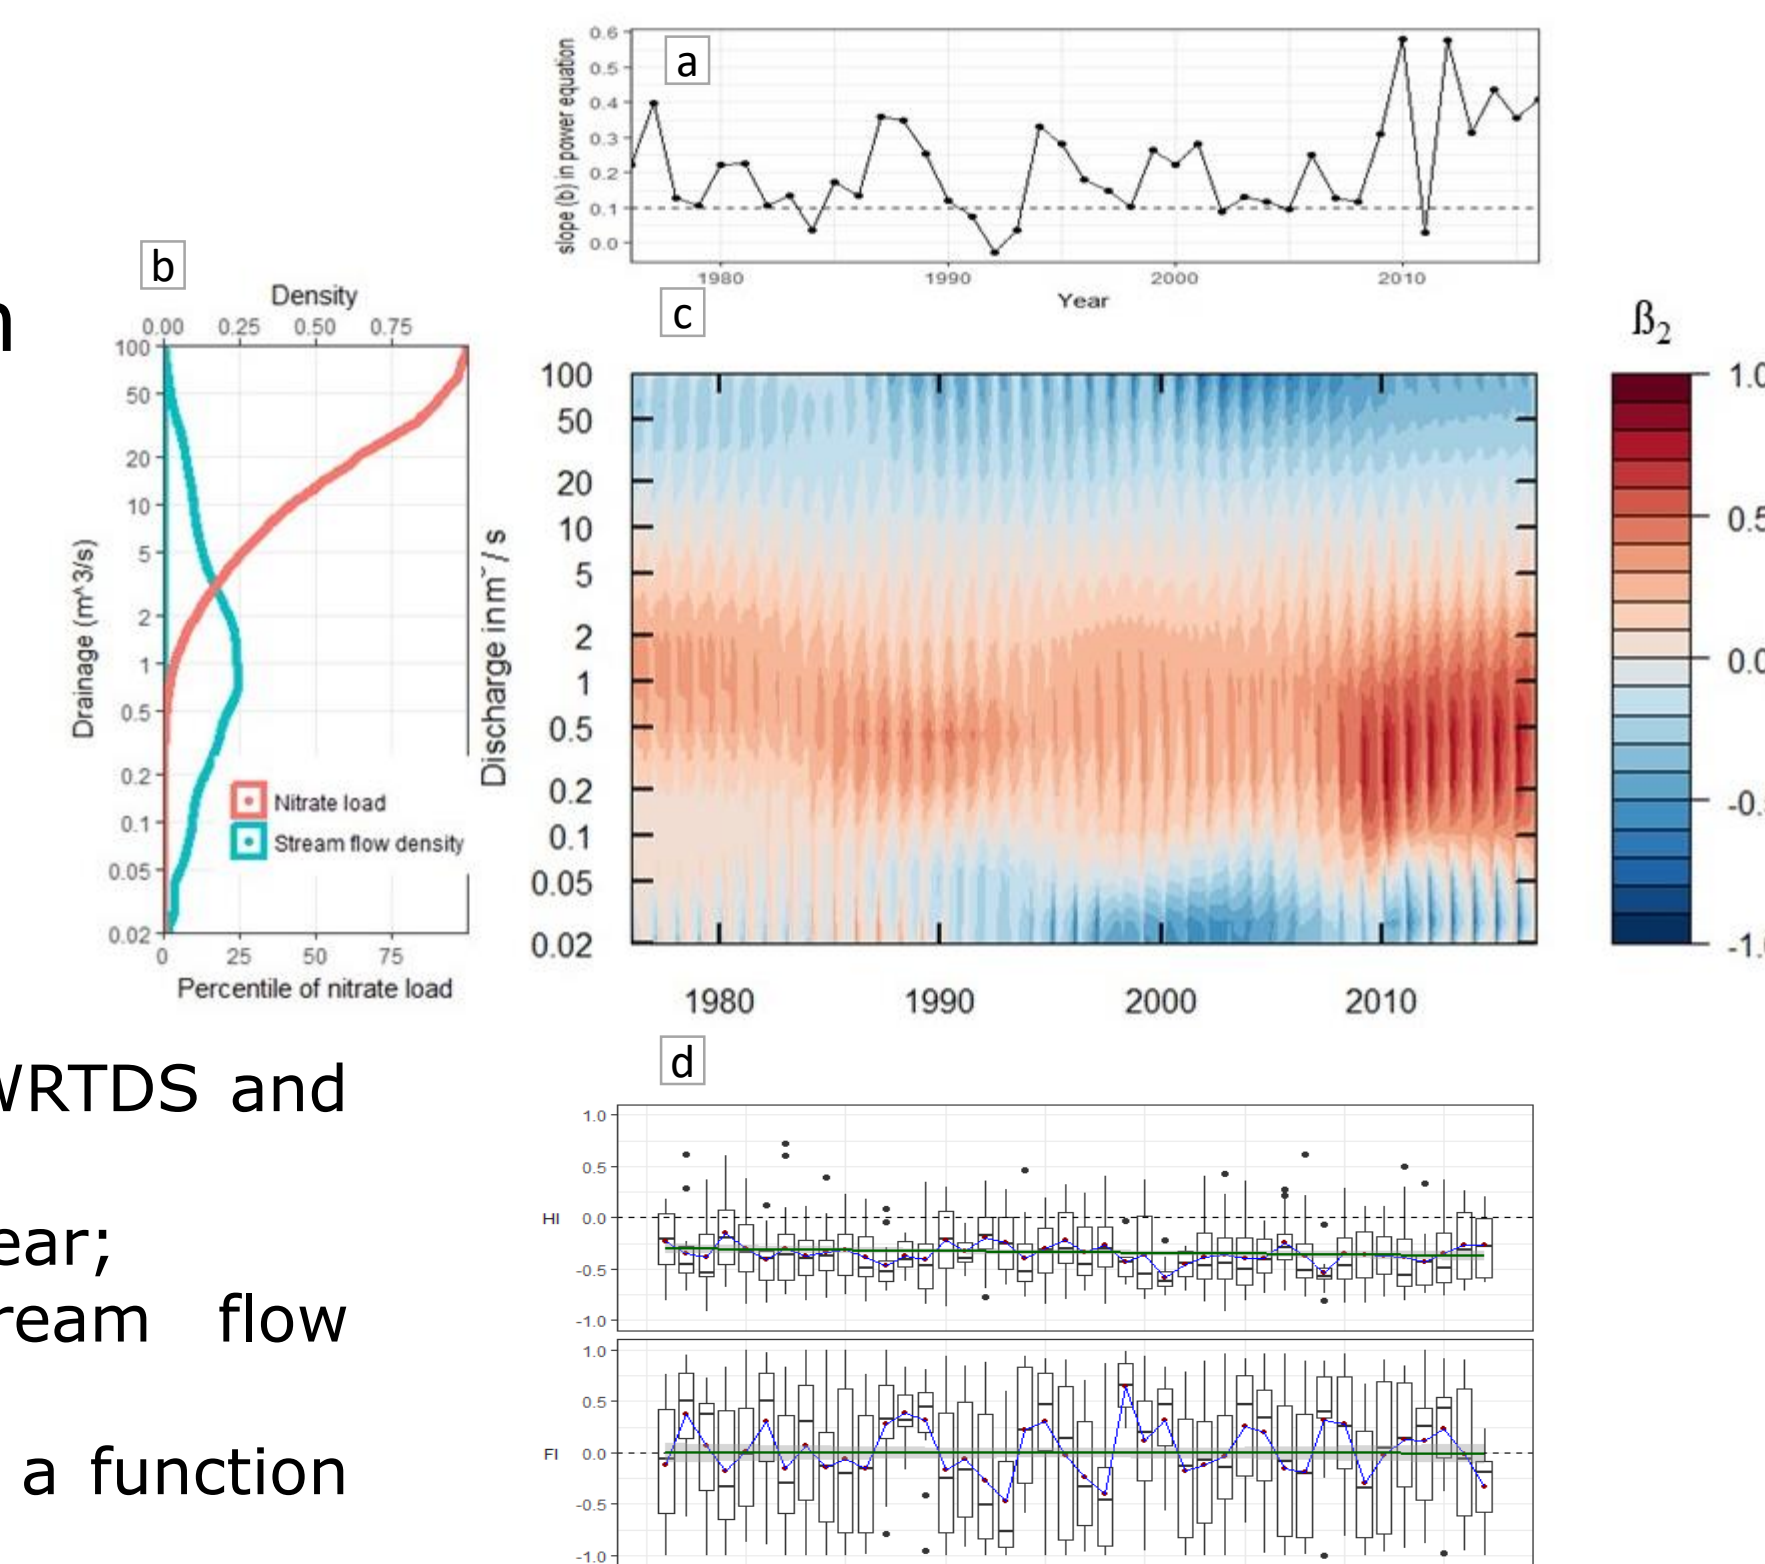 a
slope (b) in power equation
0.6
0.5
0.4
0.3
0.2
0.1
0.0
1980 1990 2000 2010
Year
b
Density
0.00 0.25 0.50 0.75
100
50
20
10
5
2
1
0.5
0.2
0.1
0.05
0.02
Drainage (m^3/s)
Nitrate load
Stream flow density
0 25 50 75
Percentile of nitrate load
c
ß2
100
50
20
10
5
2
1
0.5
0.2
0.1
0.05
0.02
Discharge in m / s
1980 1990 2000 2010
1.0
0.5
0.0
-0.
-1.
WRTDS and
ear;
ream flow
a function
d
HI
1.0
0.5
0.0
-0.5
-1.0
FI
1.0
0.5
0.0
-0.5
-1.0